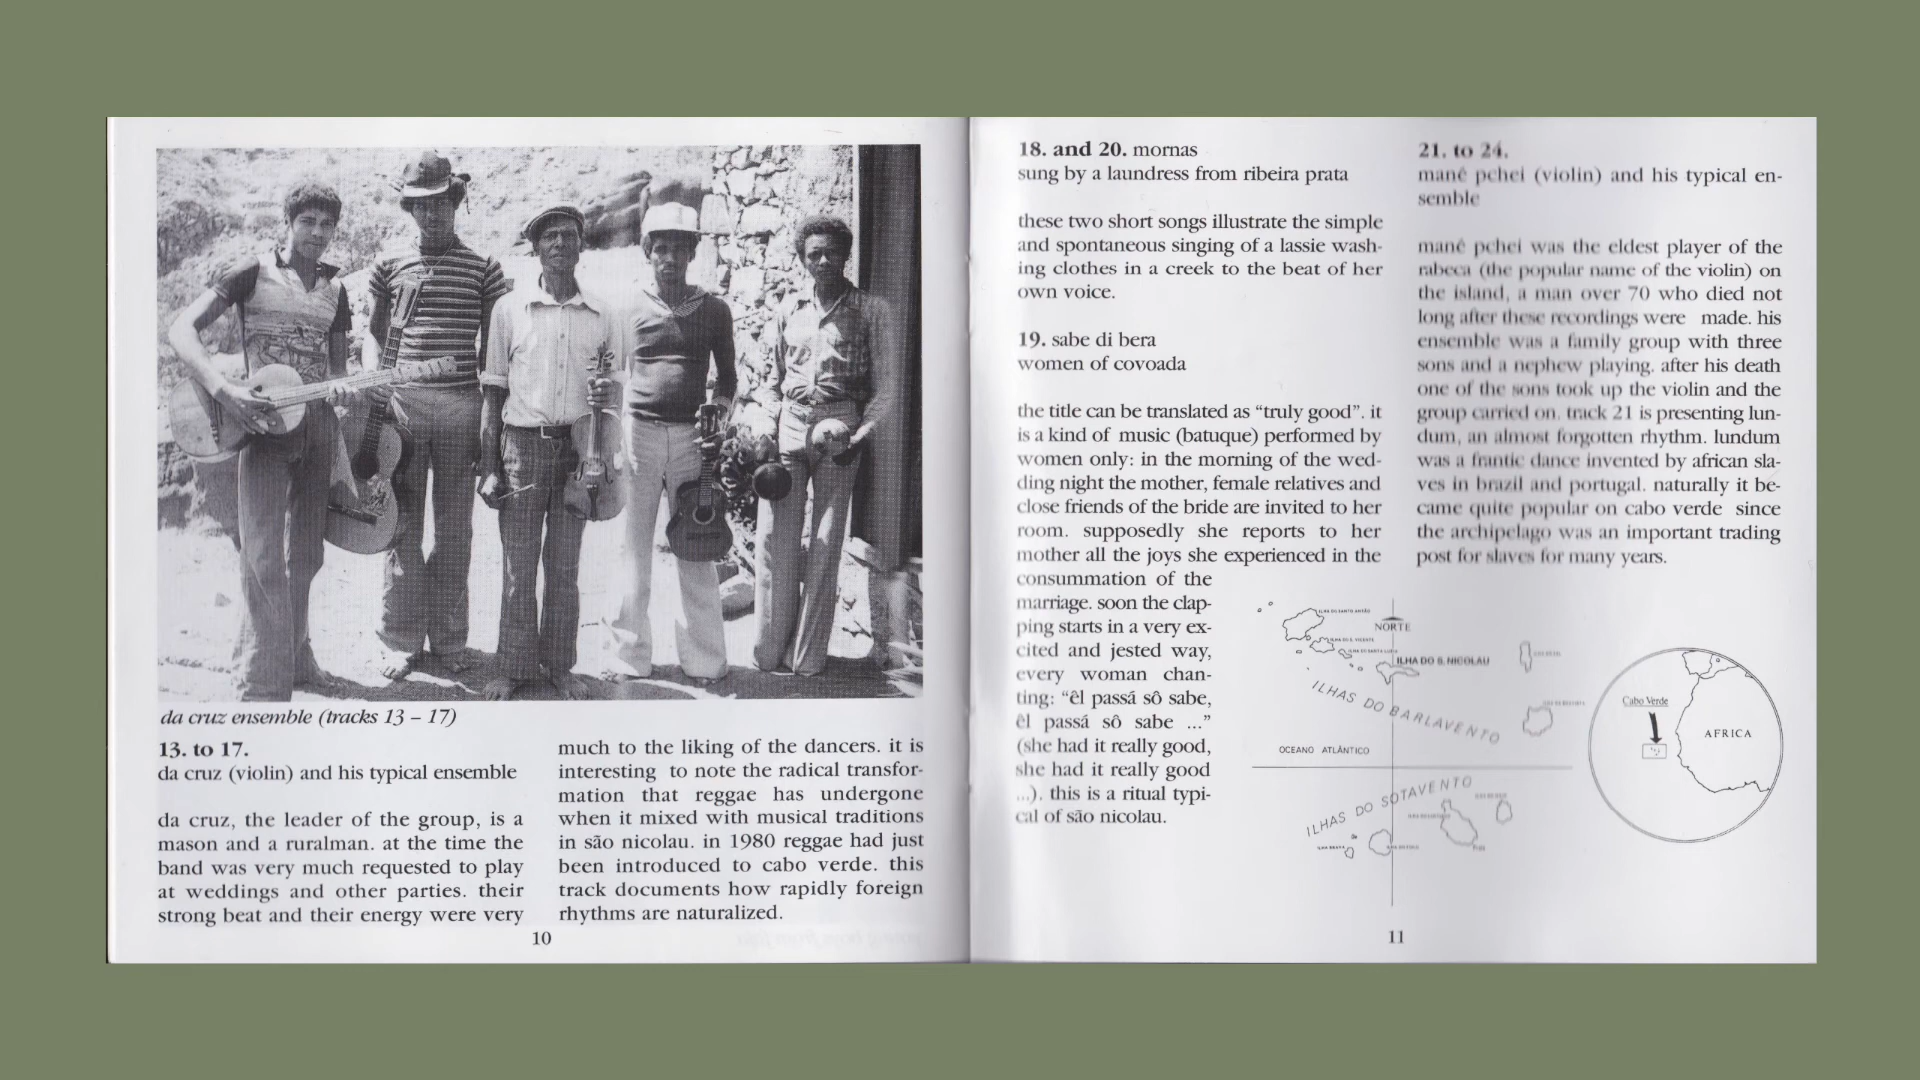 da cruz ensemble (tracks 13 – 17)
13. to 17.
da cruz (violin) and his typical ensemble
da cruz, the leader of the group, is a
mason and a ruralman. at the time the
band was very much requested to play
at weddings and other parties. their
strong beat and their energy were very
much to the liking of the dancers. it is
interesting to note the radical transfor-
mation that reggae has undergone
when it mixed with musical traditions
in são nicolau. in 1980 reggae had just
been introduced to cabo verde. this
track documents how rapidly foreign
rhythms are naturalized.
10
18. and 20. mornas
sung by a laundress from ribeira prata
these two short songs illustrate the simple
and spontaneous singing of a lassie wash-
ing clothes in a creek to the beat of her
own voice.
19. sabe di bera
women of covoada
the title can be translated as “truly good”. it
is a kind of music (batuque) performed by
women only: in the morning of the wed-
ding night the mother, female relatives and
close friends of the bride are invited to her
room. supposedly she reports to her
mother all the joys she experienced in the
consummation of the
marriage. soon the clap-
ping starts in a very ex-
cited and jested way,
every woman chan-
ting: “êl passá sô sabe,
êl passá sô sabe ...”
(she had it really good,
she had it really good
...). this is a ritual typi-
cal of são nicolau.
21. to 24.
mané pchei (violin) and his typical en-
semble
mané pchei was the eldest player of the
rabeca (the popular name of the violin) on
the island, a man over 70 who died not
long after these recordings were made. his
ensemble was a family group with three
sons and a nephew playing. after his death
one of the sons took up the violin and the
group carried on. track 21 is presenting lun-
dum, an almost forgotten rhythm. lundum
was a frantic dance invented by african sla-
ves in brazil and portugal. naturally it be-
came quite popular on cabo verde since
the archipelago was an important trading
post for slaves for many years.
ILHA DO SANTO ANTÃO
NORTE
ILHA DO S. VICENTE
ILHA DO SANTA LUZIA
ILHA DO S. NICOLAU
ILHAS DO BARLAVENTO
OCEANO ATLÂNTICO
ILHAS DO SOTAVENTO
Cabo Verde
AFRICA
11